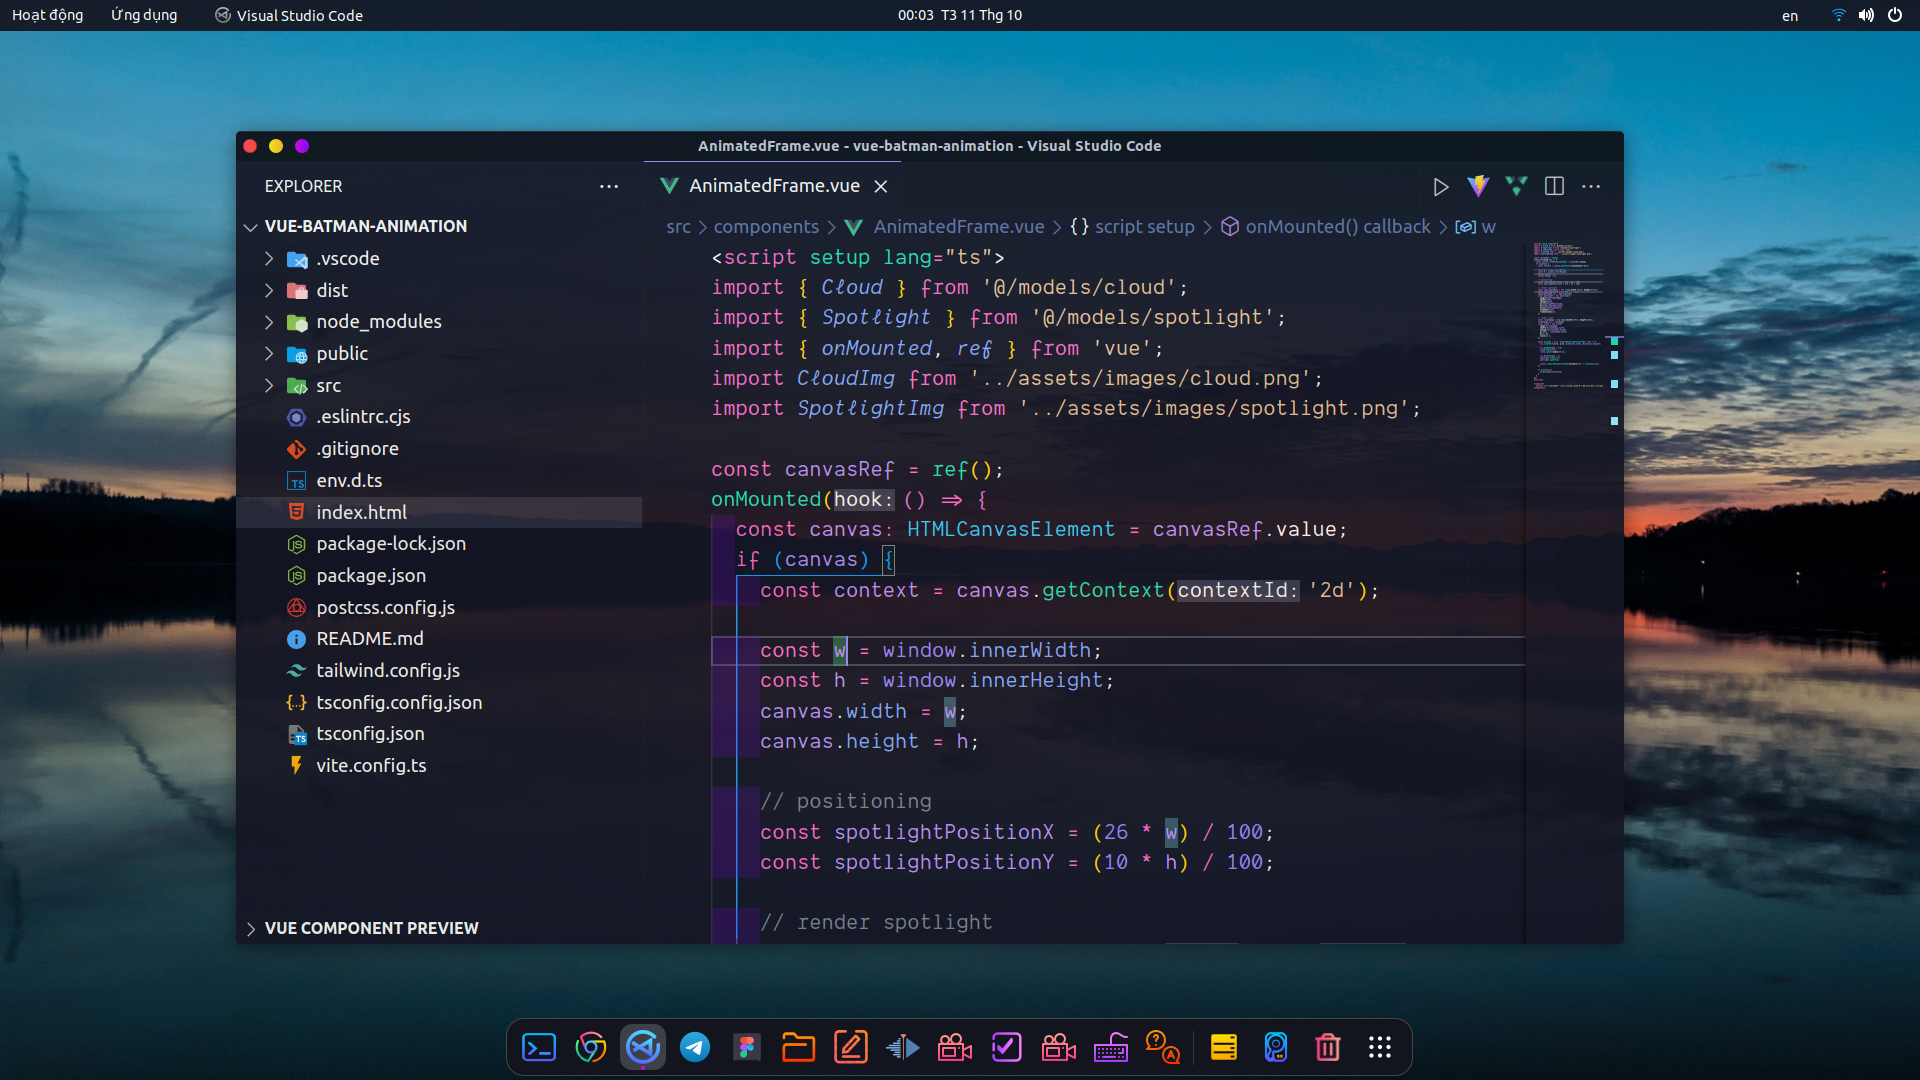 Hoạt động Ứng dụng Visual Studio Code 00:03 T3 11 Thg 10 en
AnimatedFrame.vue - vue-batman-animation - Visual Studio Code
EXPLORER
VUE-BATMAN-ANIMATION
.vscode
dist
node_modules
public
src
.eslintrc.cjs
.gitignore
env.d.ts
index.html
package-lock.json
package.json
postcss.config.js
README.md
tailwind.config.js
tsconfig.config.json
tsconfig.json
vite.config.ts
VUE COMPONENT PREVIEW
AnimatedFrame.vue
src > components > AnimatedFrame.vue > {} script setup > onMounted() callback > w
<script setup lang="ts">
import { Cloud } from '@/models/cloud';
import { Spotlight } from '@/models/spotlight';
import { onMounted, ref } from 'vue';
import CloudImg from '../assets/images/cloud.png';
import SpotlightImg from '../assets/images/spotlight.png';
const canvasRef = ref();
onMounted(hook: () => {
const canvas: HTMLCanvasElement = canvasRef.value;
if (canvas) {
const context = canvas.getContext(contextId: '2d');
const w = window.innerWidth;
const h = window.innerHeight;
canvas.width = w;
canvas.height = h;
// positioning
const spotlightPositionX = (26 * w) / 100;
const spotlightPositionY = (10 * h) / 100;
// render spotlight